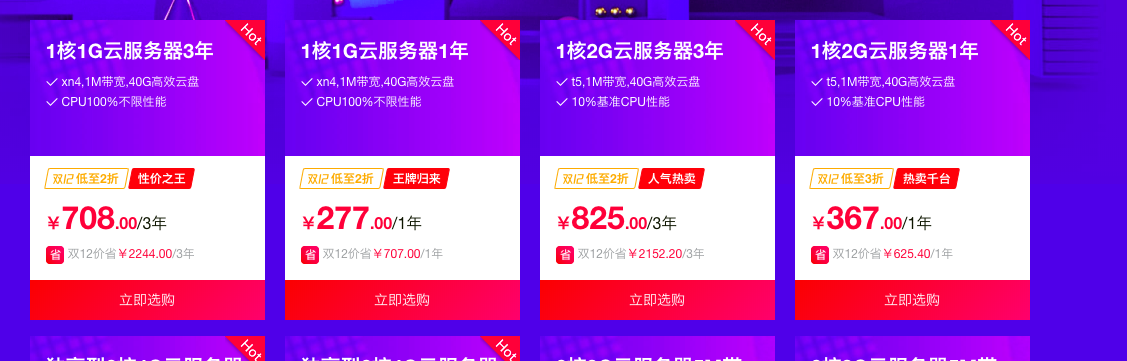 Hot
1核1G云服务器3年
xn4,1M带宽,40G高效云盘
CPU100%不限性能
双12 低至2折 性价之王
￥708.00/3年
省 双12价省￥2244.00/3年
立即选购
Hot
1核1G云服务器1年
xn4,1M带宽,40G高效云盘
CPU100%不限性能
双12 低至2折 王牌归来
￥277.00/1年
省 双12价省￥707.00/1年
立即选购
Hot
1核2G云服务器3年
t5,1M带宽,40G高效云盘
10%基准CPU性能
双12 低至2折 人气热卖
￥825.00/3年
省 双12价省￥2152.20/3年
立即选购
Hot
1核2G云服务器1年
t5,1M带宽,40G高效云盘
10%基准CPU性能
双12 低至3折 热卖千台
￥367.00/1年
省 双12价省￥625.40/1年
立即选购
Hot
Hot